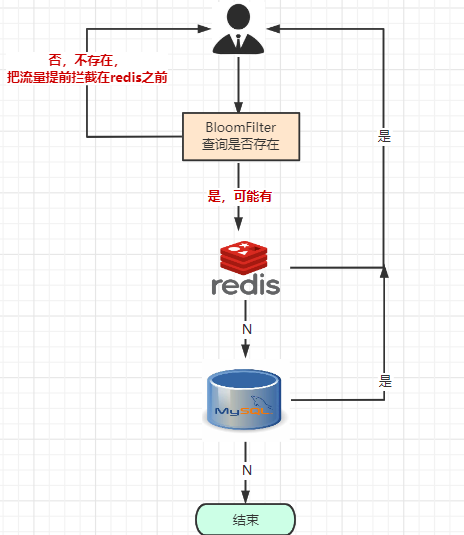 否，不存在，
把流量提前拦截在redis之前
BloomFilter
查询是否存在
是
是，可能有
redis
N
是
MySQL
N
结束